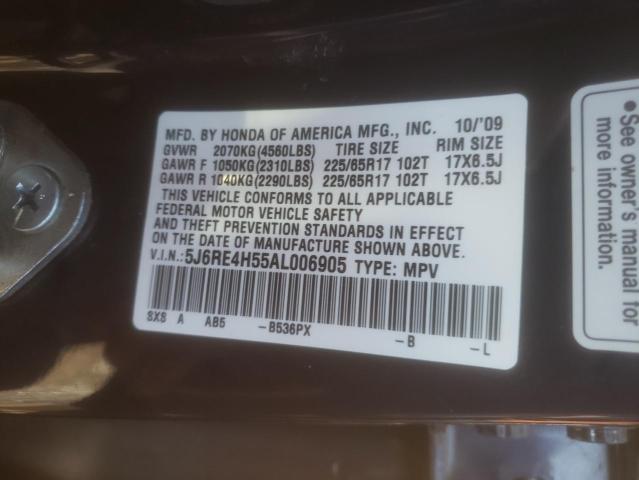 MFD. BY HONDA OF AMERICA MFG., INC. 10/'09
GVWR 2070KG(4560LBS) TIRE SIZE RIM SIZE
GAWR F 1050KG(2310LBS) 225/65R17 102T 17X6.5J
GAWR R 1040KG(2290LBS) 225/65R17 102T 17X6.5J
THIS VEHICLE CONFORMS TO ALL APPLICABLE
FEDERAL MOTOR VEHICLE SAFETY
AND THEFT PREVENTION STANDARDS IN EFFECT
ON THE DATE OF MANUFACTURE SHOWN ABOVE.
V.I.N.:5J6RE4H55AL006905 TYPE: MPV
SXS A AB5 -B536PX -B -L
•See owner's
more information.